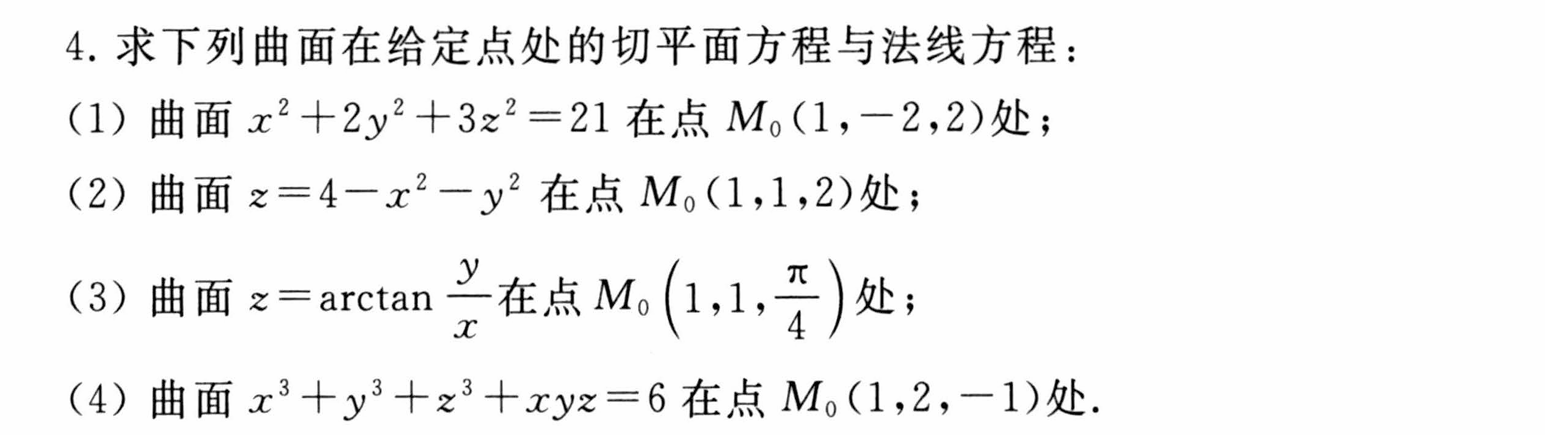 4. 求下列曲面在给定点处的切平面方程与法线方程:
(1) 曲面 x²+2y²+3z²=21 在点 M₀(1,-2,2)处;
(2) 曲面 z=4-x²-y² 在点 M₀(1,1,2)处;
(3) 曲面 z=arctan y/x 在点 M₀(1,1,π/4)处;
(4) 曲面 x³+y³+z³+xyz=6 在点 M₀(1,2,-1)处.